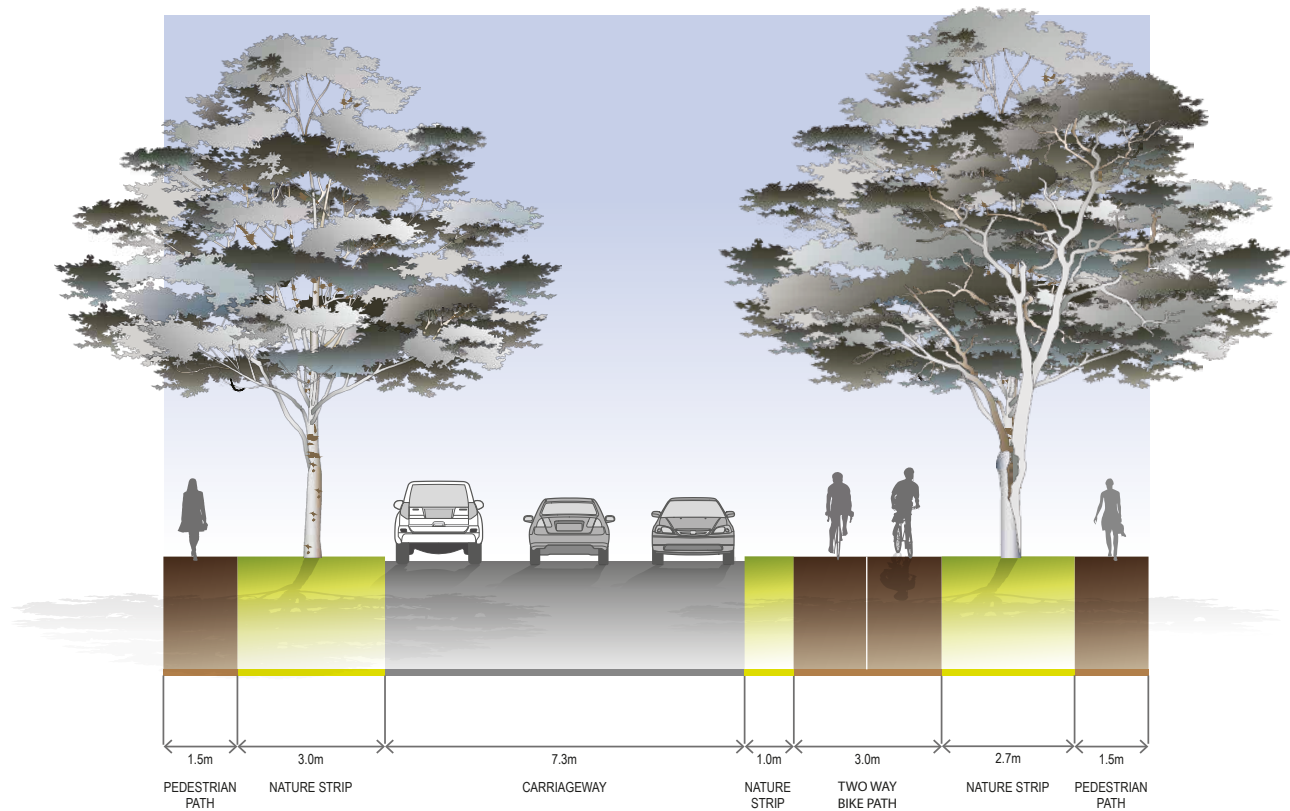 1.5m
3.0m
7.3m
1.0m
3.0m
2.7m
1.5m
PEDESTRIAN
PATH
NATURE STRIP
CARRIAGEWAY
NATURE
STRIP
TWO WAY
BIKE PATH
NATURE STRIP
PEDESTRIAN
PATH